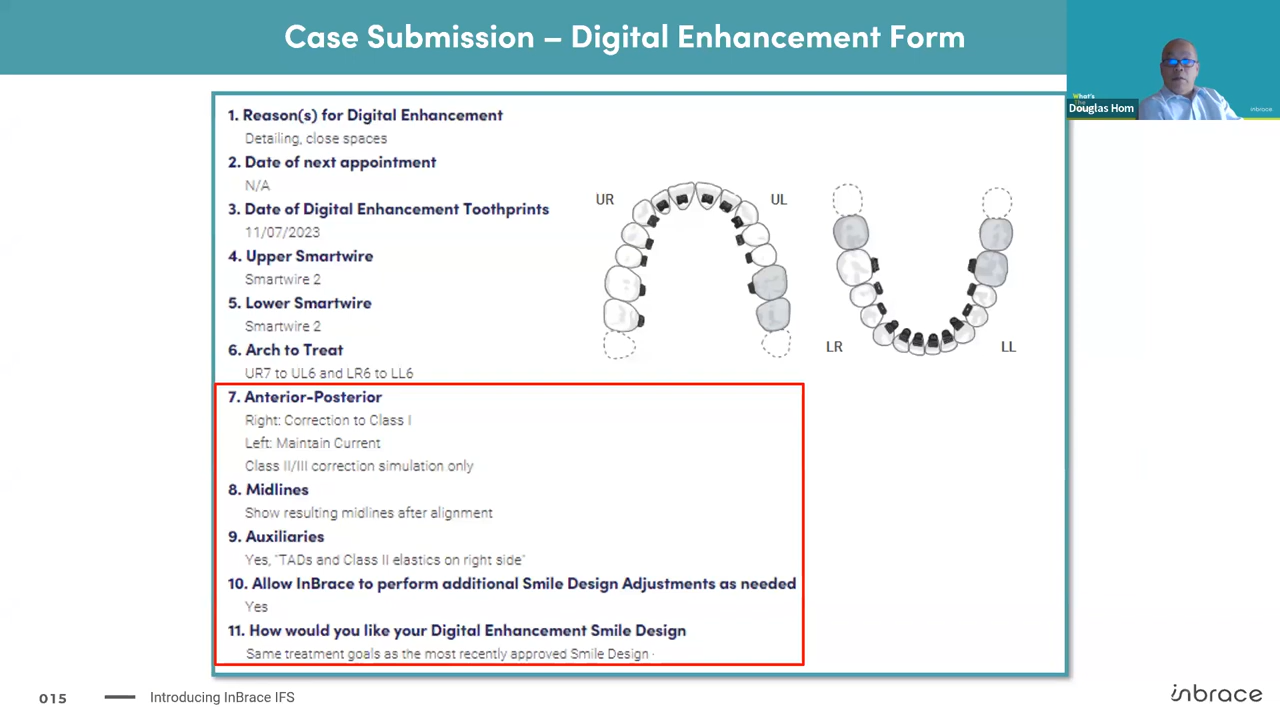 Case Submission – Digital Enhancement Form
What's
Douglas Hom
inbrace
1. Reason(s) for Digital Enhancement
Detailing, close spaces
2. Date of next appointment
N/A
3. Date of Digital Enhancement Toothprints
11/07/2023
4. Upper Smartwire
Smartwire 2
5. Lower Smartwire
Smartwire 2
6. Arch to Treat
UR7 to UL6 and LR6 to LL6
UR
UL
LR
LL
7. Anterior-Posterior
Right: Correction to Class I
Left: Maintain Current
Class II/III correction simulation only
8. Midlines
Show resulting midlines after alignment
9. Auxiliaries
Yes, "TADs and Class II elastics on right side"
10. Allow InBrace to perform additional Smile Design Adjustments as needed
Yes
11. How would you like your Digital Enhancement Smile Design
Same treatment goals as the most recently approved Smile Design
015
Introducing InBrace IFS
inbrace